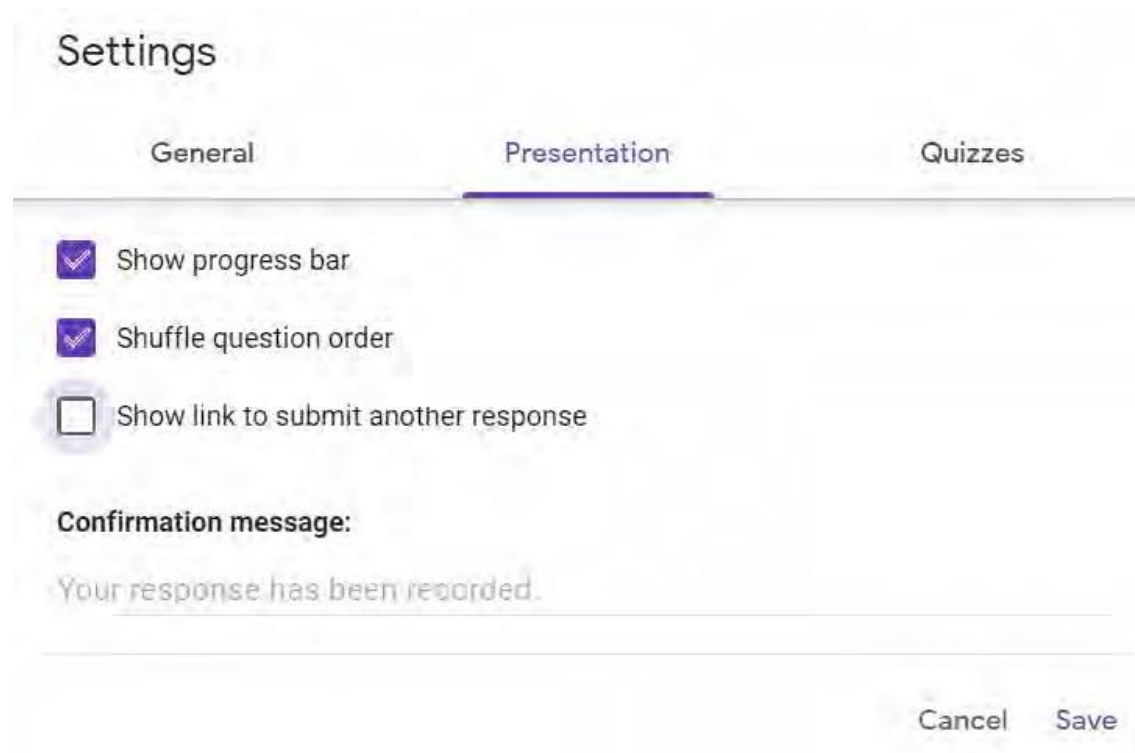 Settings
General Presentation Quizzes
Show progress bar
Shuffle question order
Show link to submit another response
Confirmation message:
Your response has been recorded.
Cancel Save